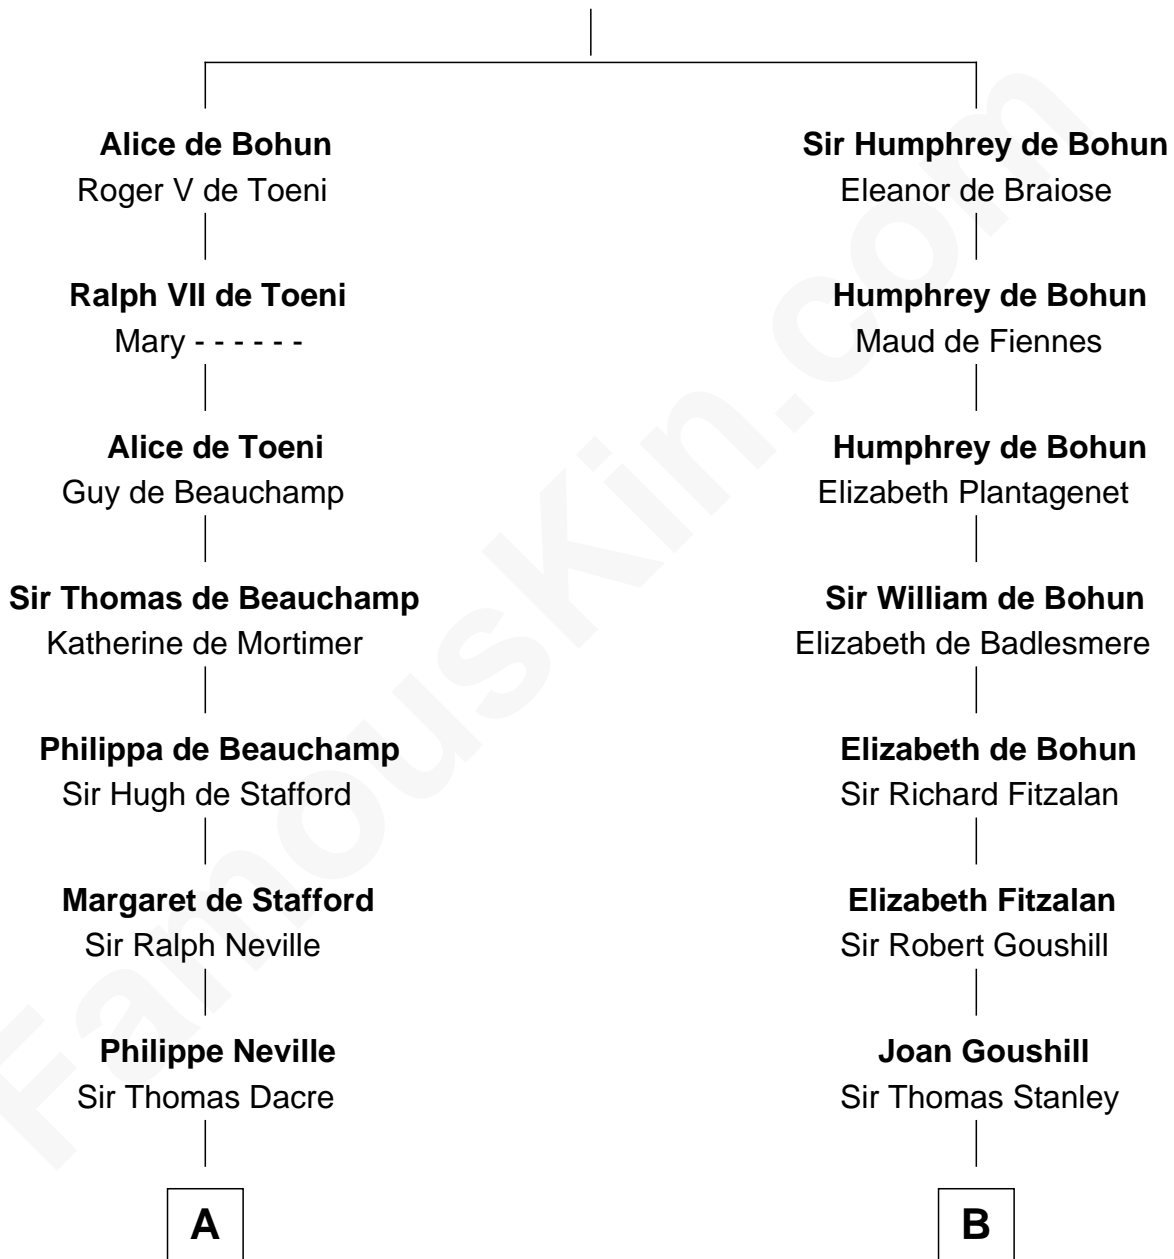 Alice de Bohun
Roger V de Toeni
Ralph VII de Toeni
Mary - - - - - -
Alice de Toeni
Guy de Beauchamp
Sir Thomas de Beauchamp
Katherine de Mortimer
Philippa de Beauchamp
Sir Hugh de Stafford
Margaret de Stafford
Sir Ralph Neville
Philippe Neville
Sir Thomas Dacre
A
Sir Humphrey de Bohun
Eleanor de Braiose
Humphrey de Bohun
Maud de Fiennes
Humphrey de Bohun
Elizabeth Plantagenet
Sir William de Bohun
Elizabeth de Badlesmere
Elizabeth de Bohun
Sir Richard Fitzalan
Elizabeth Fitzalan
Sir Robert Goushill
Joan Goushill
Sir Thomas Stanley
B
FamousKin.com